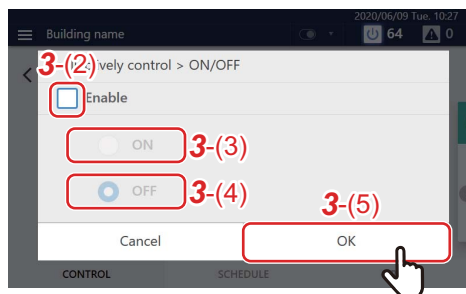 2020/06/09 Tue. 10:27
Building name
64
0
3-(2)
ively control > ON/OFF
Enable
ON
3-(3)
OFF
3-(4)
3-(5)
Cancel
OK
CONTROL
SCHEDULE